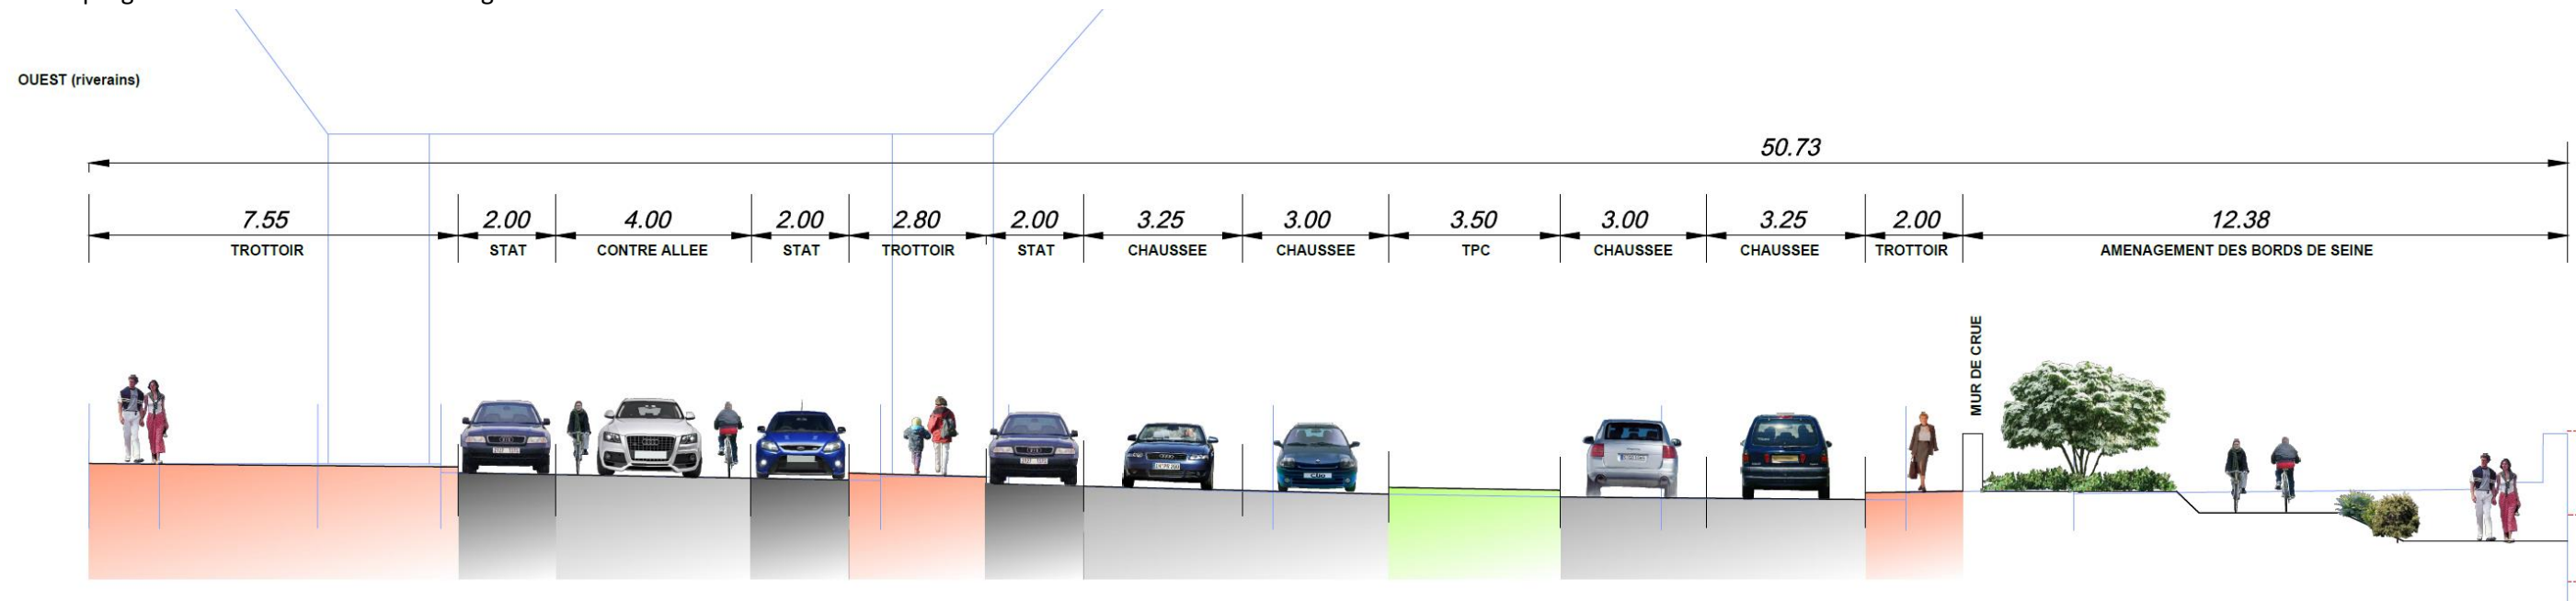 OUEST (riverains)
50.73
7.55 2.00 4.00 2.00 2.80 2.00 3.25 3.00 3.50 3.00 3.25 2.00 12.38
TROTTOIR STAT CONTRE ALLEE STAT TROTTOIR STAT CHAUSSEE CHAUSSEE TPC CHAUSSEE CHAUSSEE TROTTOIR AMENAGEMENT DES BORDS DE SEINE
MUR DE CRUE